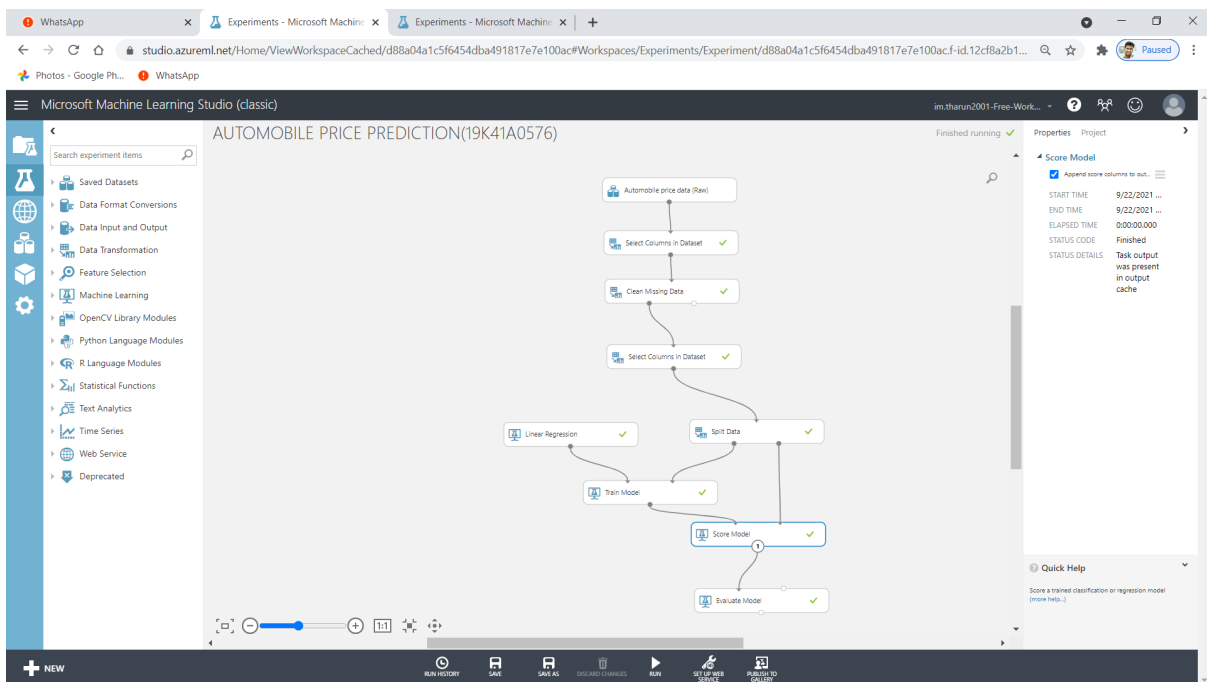 WhatsApp
Experiments - Microsoft Machine
Experiments - Microsoft Machine
studio.azureml.net/Home/ViewWorkspaceCached/d88a04a1c5f6454dba491817e7e100ac#Workspaces/Experiments/Experiment/d88a04a1c5f6454dba491817e7e100ac.f-id.12cf8a2b1...
Paused
Photos - Google Ph...
WhatsApp
Microsoft Machine Learning Studio (classic)
im.tharun2001-Free-Work...
Search experiment items
Saved Datasets
Data Format Conversions
Data Input and Output
Data Transformation
Feature Selection
Machine Learning
OpenCV Library Modules
Python Language Modules
R Language Modules
Statistical Functions
Text Analytics
Time Series
Web Service
Deprecated
AUTOMOBILE PRICE PREDICTION(19K41A0576)
Finished running
Automobile price data (Raw)
Select Columns in Dataset
Clean Missing Data
Select Columns in Dataset
Linear Regression
Split Data
Train Model
Score Model
1
Evaluate Model
1:1
Properties Project
Score Model
Append score columns to out...
START TIME 9/22/2021 ...
END TIME 9/22/2021 ...
ELAPSED TIME 0:00:00.000
STATUS CODE Finished
STATUS DETAILS Task output
was present
in output
cache
Quick Help
Score a trained classification or regression model
(more help...)
NEW
RUN HISTORY
SAVE
SAVE AS
DISCARD CHANGES
RUN
SET UP WEB
SERVICE
PUBLISH TO
GALLERY